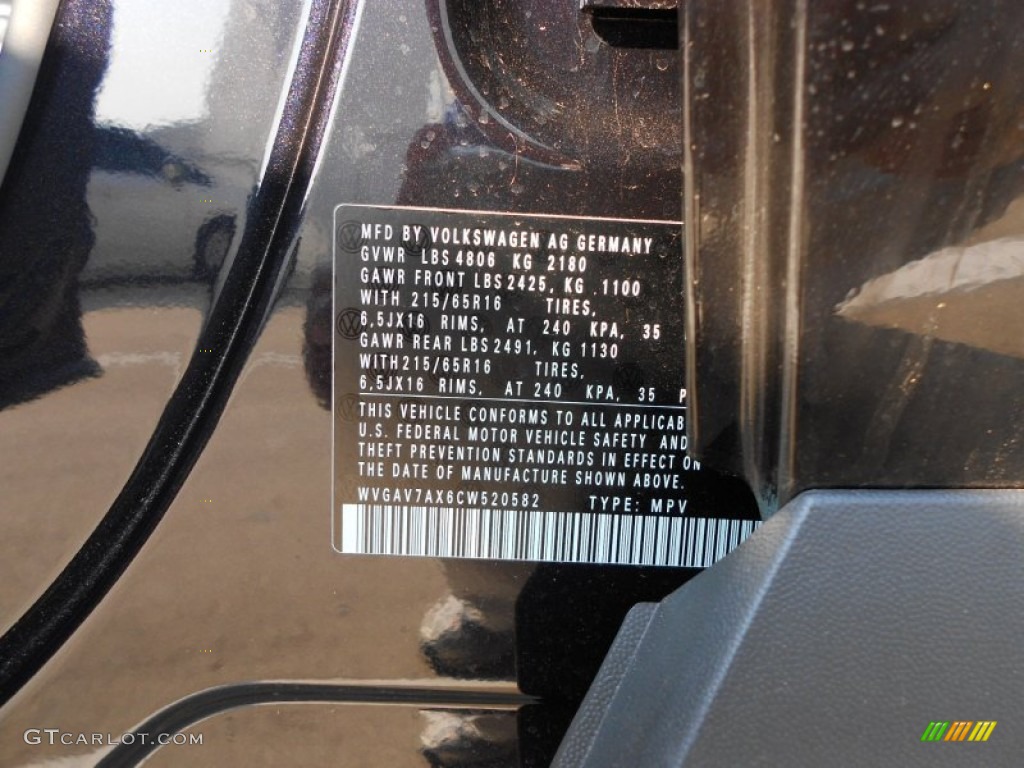 MFD BY VOLKSWAGEN AG GERMANY
GVWR LBS 4806 KG 2180
GAWR FRONT LBS 2425, KG .1100
WITH 215/65R16 TIRES,
6,5JX16 RIMS, AT 240 KPA, 35
GAWR REAR LBS 2491, KG 1130
WITH 215/65R16 TIRES,
6,5JX16 RIMS, AT 240 KPA, 35 P
THIS VEHICLE CONFORMS TO ALL APPLICAB
U.S. FEDERAL MOTOR VEHICLE SAFETY AND
THEFT PREVENTION STANDARDS IN EFFECT ON
THE DATE OF MANUFACTURE SHOWN ABOVE.
WVGAV7AX6CW520582 TYPE: MPV
GTCARLOT.COM